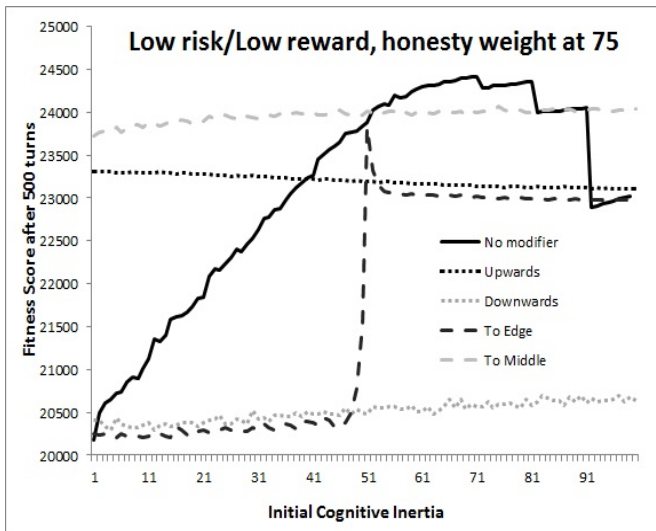 Low risk/Low reward, honesty weight at 75
Fitness Score after 500 turns
25000
24500
24000
23500
23000
22500
22000
21500
21000
20500
20000
No modifier
Upwards
Downwards
To Edge
To Middle
1 11 21 31 41 51 61 71 81 91
Initial Cognitive Inertia